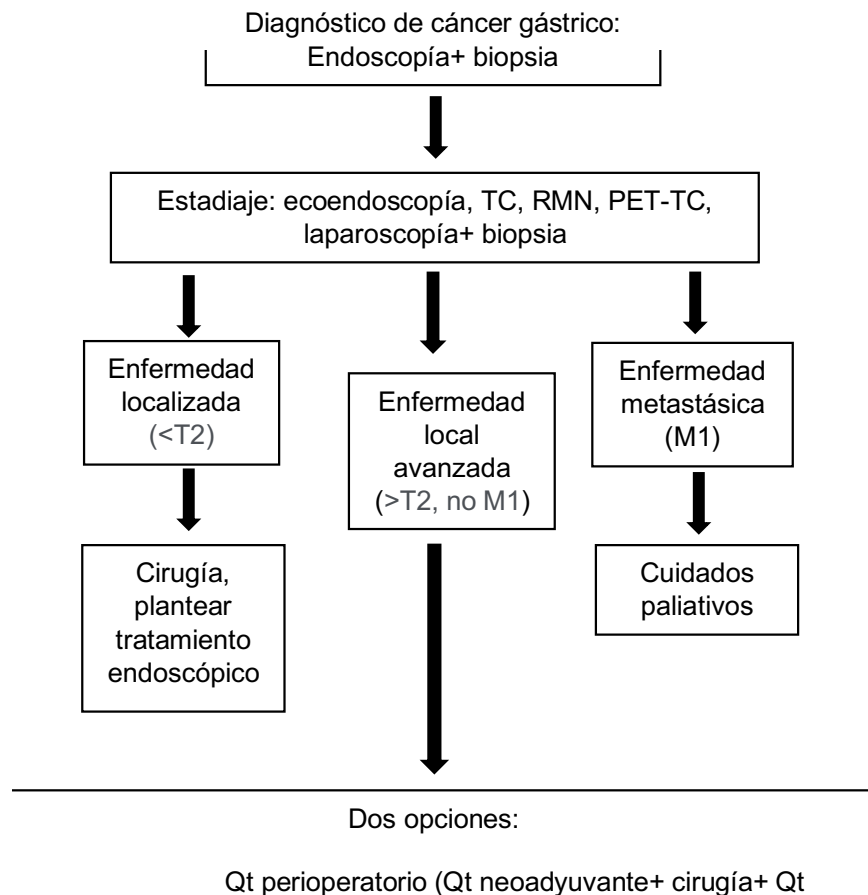 Diagnóstico de cáncer gástrico:
Endoscopía+ biopsia
Estadiaje: ecoendoscopía, TC, RMN, PET-TC,
laparoscopía+ biopsia
Enfermedad
localizada
(<T2)
Enfermedad
local
avanzada
(>T2, no M1)
Enfermedad
metastásica
(M1)
Cirugía,
plantear
tratamiento
endoscópico
Cuidados
paliativos
Dos opciones:
Qt perioperatorio (Qt neoadyuvante+ cirugía+ Qt